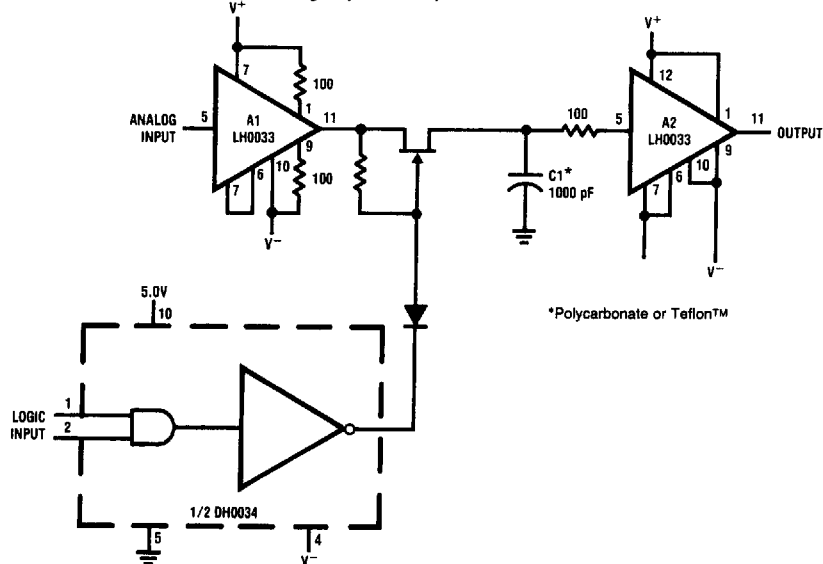 V+
7
100
ANALOG INPUT
5
A1
LH0033
1
11
9
10
6
7
100
V−
V+
12
100
5
A2
LH0033
1
11
OUTPUT
9
10
6
7
V−
C1*
1000 pF
*Polycarbonate or Teflon™
5.0V
10
LOGIC INPUT
1
2
1/2 DH0034
5
4
V−